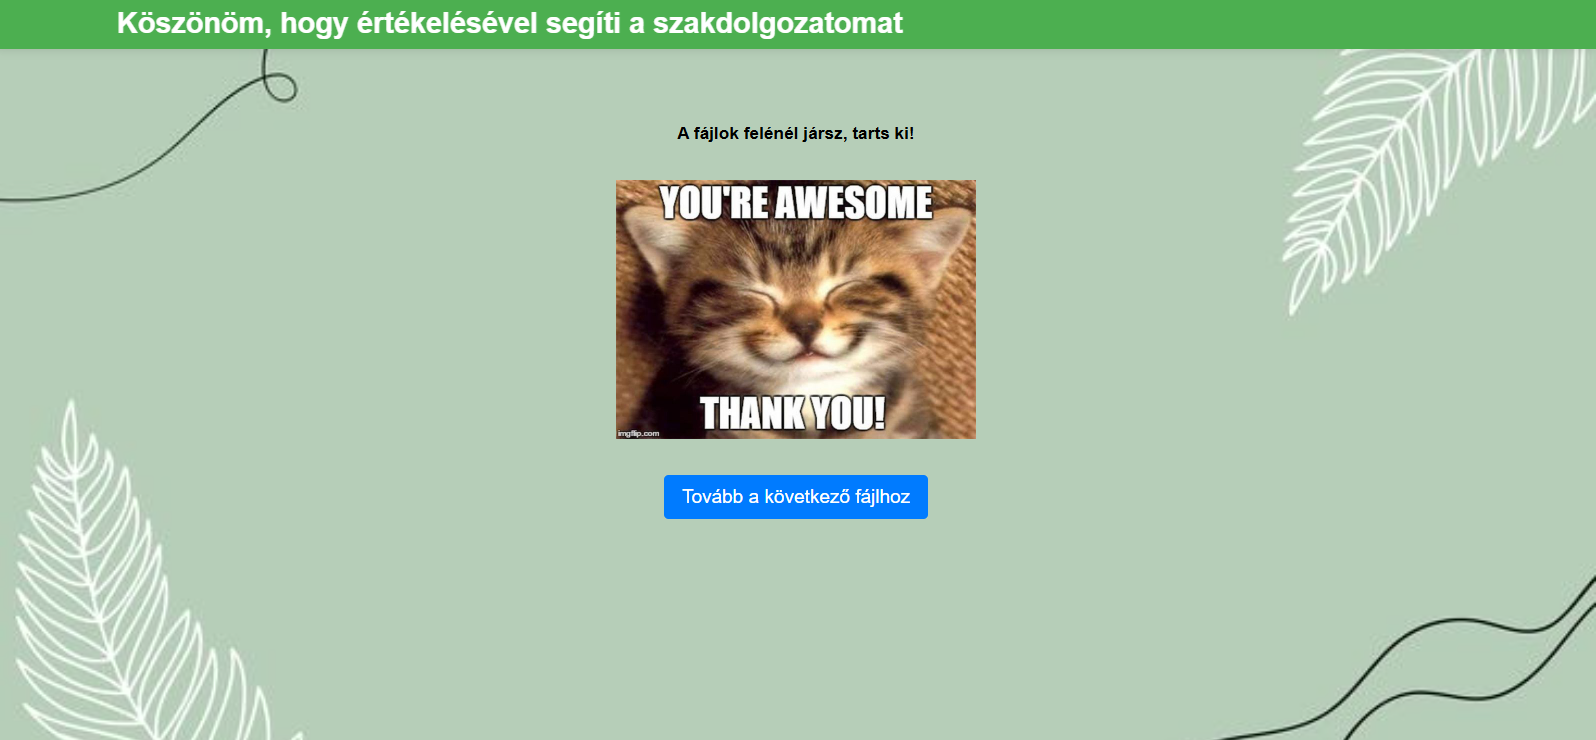 Köszönöm, hogy értékelésével segíti a szakdolgozatomat
A fájlok felénél jársz, tarts ki!
YOU'RE AWESOME
THANK YOU!
imgflip.com
Tovább a következő fájlhoz